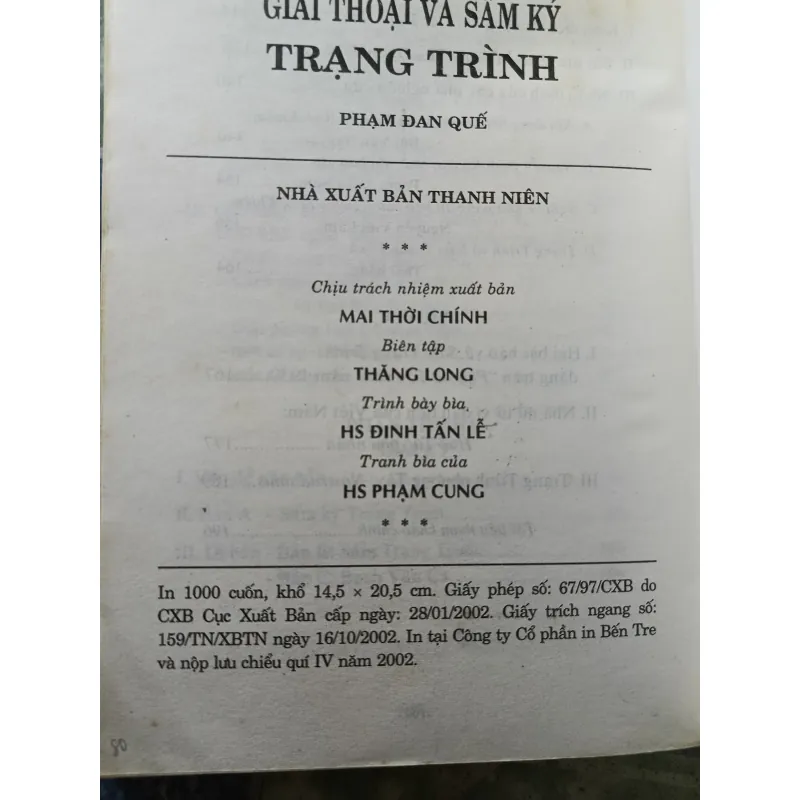 GIAI THOẠI VÀ SẤM KÝ
TRẠNG TRÌNH
PHẠM ĐAN QUẾ
NHÀ XUẤT BẢN THANH NIÊN
* * *
Chịu trách nhiệm xuất bản
MAI THỜI CHÍNH
Biên tập
THĂNG LONG
Trình bày bìa
HS ĐINH TẤN LỄ
Tranh bìa của
HS PHẠM CUNG
* * *
In 1000 cuốn, khổ 14,5 × 20,5 cm. Giấy phép số: 67/97/CXB do
CXB Cục Xuất Bản cấp ngày: 28/01/2002. Giấy trích ngang số:
159/TN/XBTN ngày 16/10/2002. In tại Công ty Cổ phần in Bến Tre
và nộp lưu chiểu quí IV năm 2002.
80